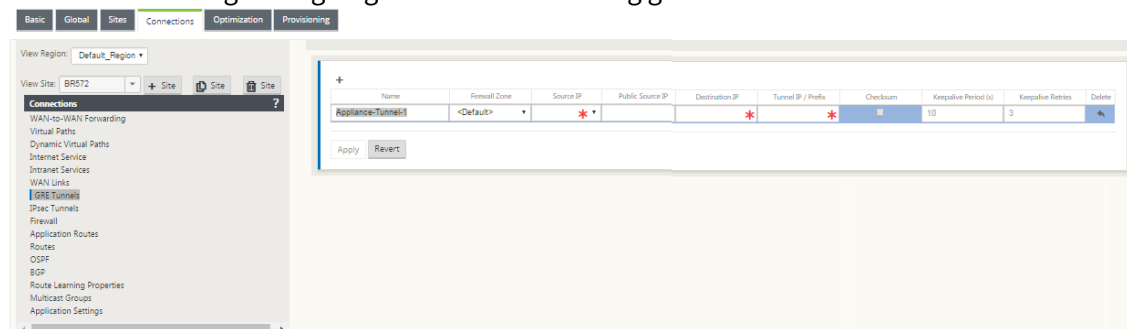 Basic Global Sites Connections Optimization Provisioning
View Region: Default_Region
View Site: BR572 + Site Site Site
Connections ?
WAN-to-WAN Forwarding
Virtual Paths
Dynamic Virtual Paths
Internet Service
Intranet Services
WAN Links
GRE Tunnels
IPsec Tunnels
Firewall
Application Routes
Routes
OSPF
BGP
Route Learning Properties
Multicast Groups
Application Settings
+
Name Firewall Zone Source IP Public Source IP Destination IP Tunnel IP / Prefix Checksum Keepalive Period (s) Keepalive Retries Delete
Appliance-Tunnel-1 <Default> * * * 10 3
Apply Revert